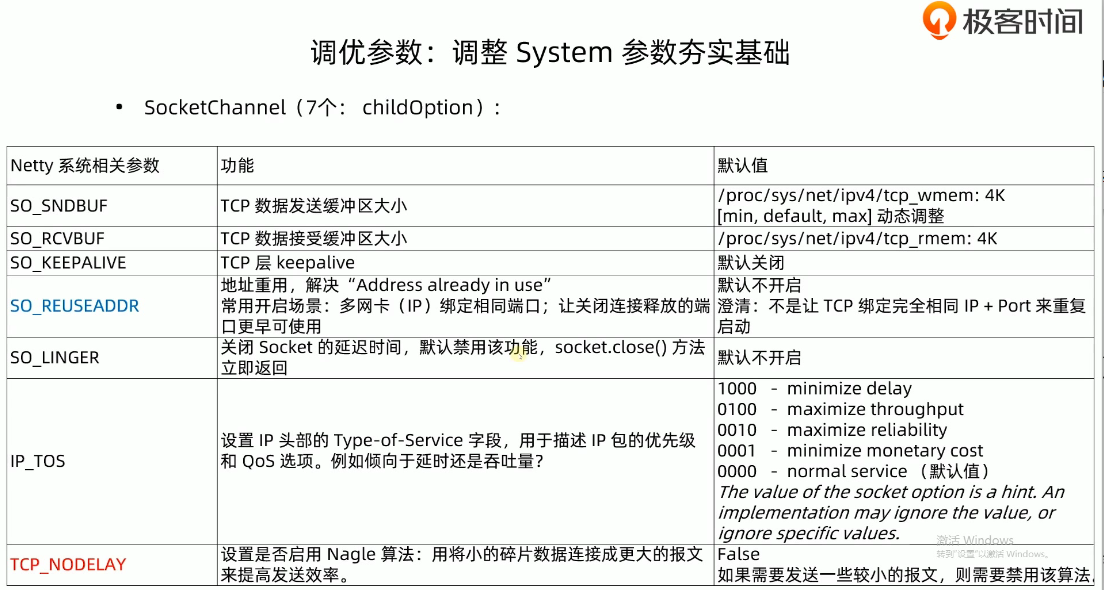 极客时间
调优参数：调整 System 参数夯实基础
• SocketChannel（7个： childOption）:
Netty 系统相关参数 功能 默认值
SO_SNDBUF TCP 数据发送缓冲区大小 /proc/sys/net/ipv4/tcp_wmem: 4K
[min, default, max] 动态调整
SO_RCVBUF TCP 数据接受缓冲区大小 /proc/sys/net/ipv4/tcp_rmem: 4K
SO_KEEPALIVE TCP 层 keepalive 默认关闭
SO_REUSEADDR
地址重用，解决“Address already in use”
常用开启场景：多网卡（IP）绑定相同端口；让关闭连接释放的端
口更早可使用
默认不开启
澄清：不是让 TCP 绑定完全相同 IP + Port 来重复
启动
SO_LINGER
关闭 Socket 的延迟时间，默认禁用该功能，socket.close() 方法
立即返回
默认不开启
IP_TOS
设置 IP 头部的 Type-of-Service 字段，用于描述 IP 包的优先级
和 QoS 选项。例如倾向于延时还是吞吐量？
1000 - minimize delay
0100 - maximize throughput
0010 - maximize reliability
0001 - minimize monetary cost
0000 - normal service （默认值）
The value of the socket option is a hint. An
implementation may ignore the value, or
ignore specific values.
TCP_NODELAY
设置是否启用 Nagle 算法：用将小的碎片数据连接成更大的报文
来提高发送效率。
False
如果需要发送一些较小的报文，则需要禁用该算法。
激活 Windows
转到"设置"以激活 Windows。